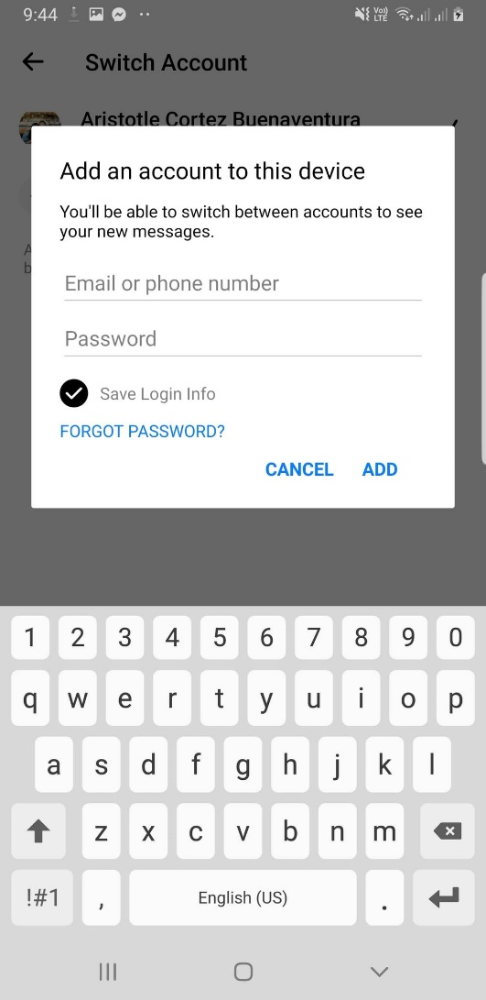 9:44
Vo)) LTE
Switch Account
Aristotle Cortez Buenaventura
Add an account to this device
You'll be able to switch between accounts to see
your new messages.
Email or phone number
Password
Save Login Info
FORGOT PASSWORD?
CANCEL ADD
1 2 3 4 5 6 7 8 9 0
q w e r t y u i o p
a s d f g h j k l
z x c v b n m
!#1 , English (US) .